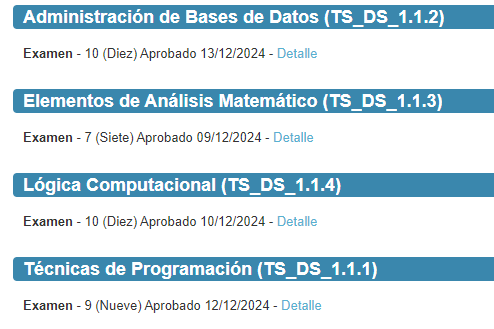 Administración de Bases de Datos (TS_DS_1.1.2)
Examen - 10 (Diez) Aprobado 13/12/2024 - Detalle
Elementos de Análisis Matemático (TS_DS_1.1.3)
Examen - 7 (Siete) Aprobado 09/12/2024 - Detalle
Lógica Computacional (TS_DS_1.1.4)
Examen - 10 (Diez) Aprobado 10/12/2024 - Detalle
Técnicas de Programación (TS_DS_1.1.1)
Examen - 9 (Nueve) Aprobado 12/12/2024 - Detalle